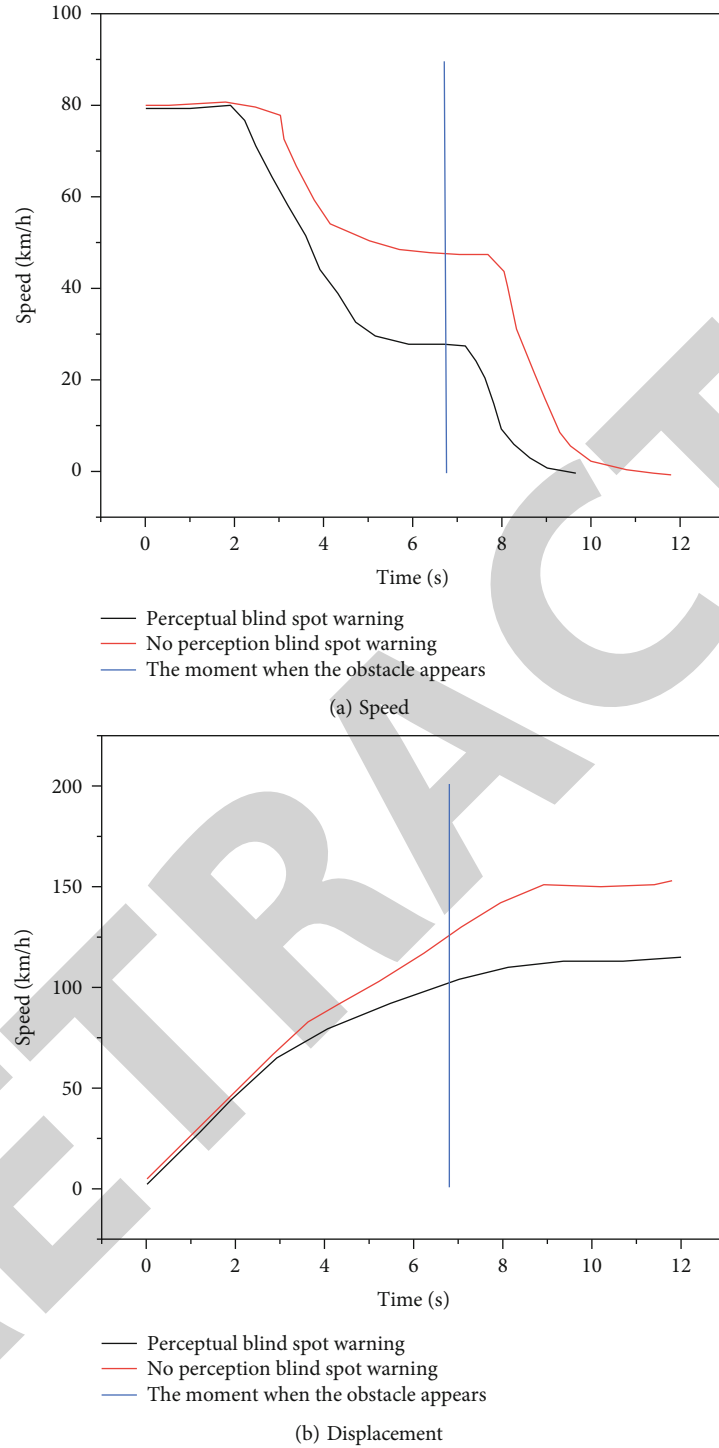 100
80
60
40
20
0
Speed (km/h)
0 2 4 6 8 10 12
Time (s)
Perceptual blind spot warning
No perception blind spot warning
The moment when the obstacle appears
(a) Speed
200
150
100
50
0
Speed (km/h)
0 2 4 6 8 10 12
Time (s)
Perceptual blind spot warning
No perception blind spot warning
The moment when the obstacle appears
(b) Displacement
ETRACT